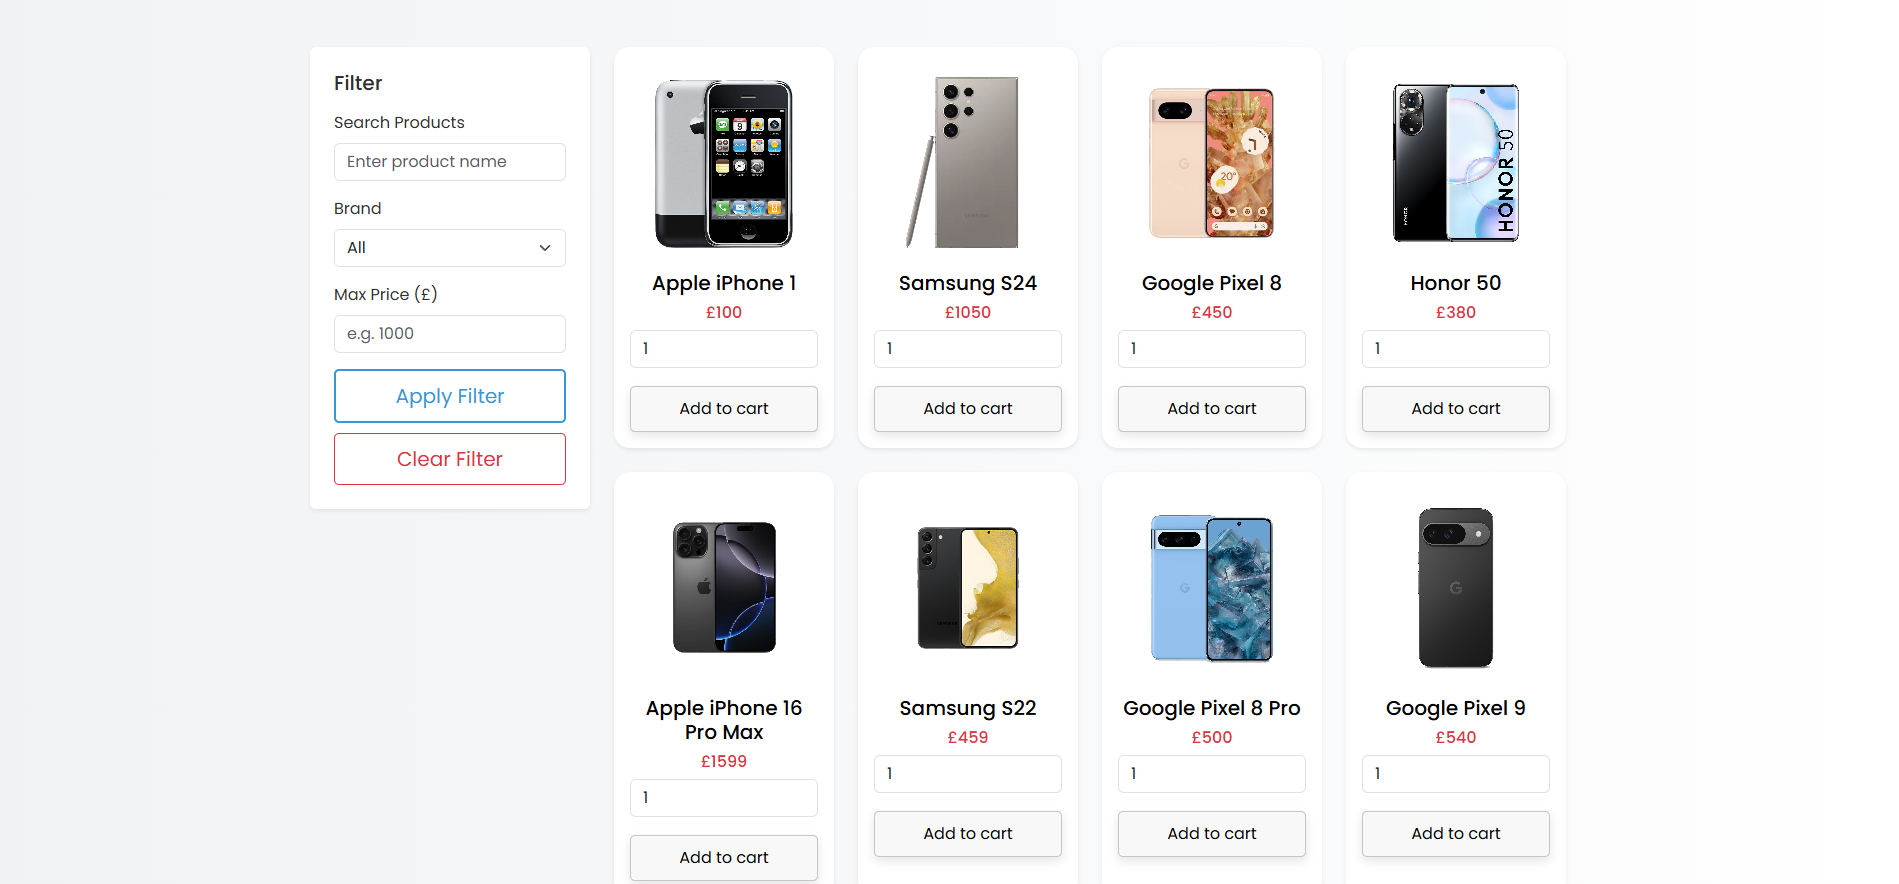 Filter
Search Products
Enter product name
Brand
All
Max Price (£)
e.g. 1000
Apply Filter
Clear Filter
Apple iPhone 1
£100
1
Add to cart
Samsung S24
£1050
1
Add to cart
20°
Google Pixel 8
£450
1
Add to cart
HONOR 50
HONOR
Honor 50
£380
1
Add to cart
Apple iPhone 16
Pro Max
£1599
1
Add to cart
Samsung S22
£459
1
Add to cart
Google Pixel 8 Pro
£500
1
Add to cart
Google Pixel 9
£540
1
Add to cart